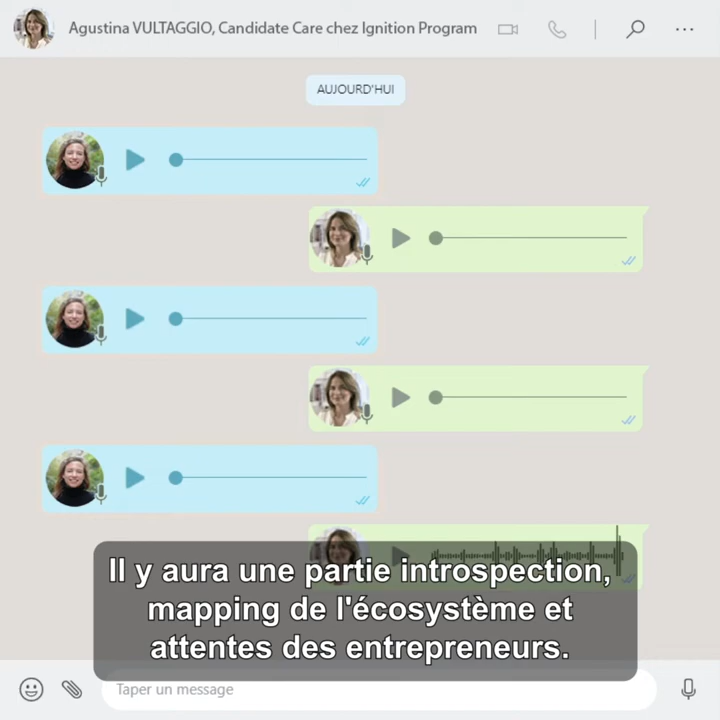 Agustina VULTAGGIO, Candidate Care chez Ignition Program
AUJOURD'HUI
Il y aura une partie introspection,
mapping de l'écosystème et
attentes des entrepreneurs.
Taper un message